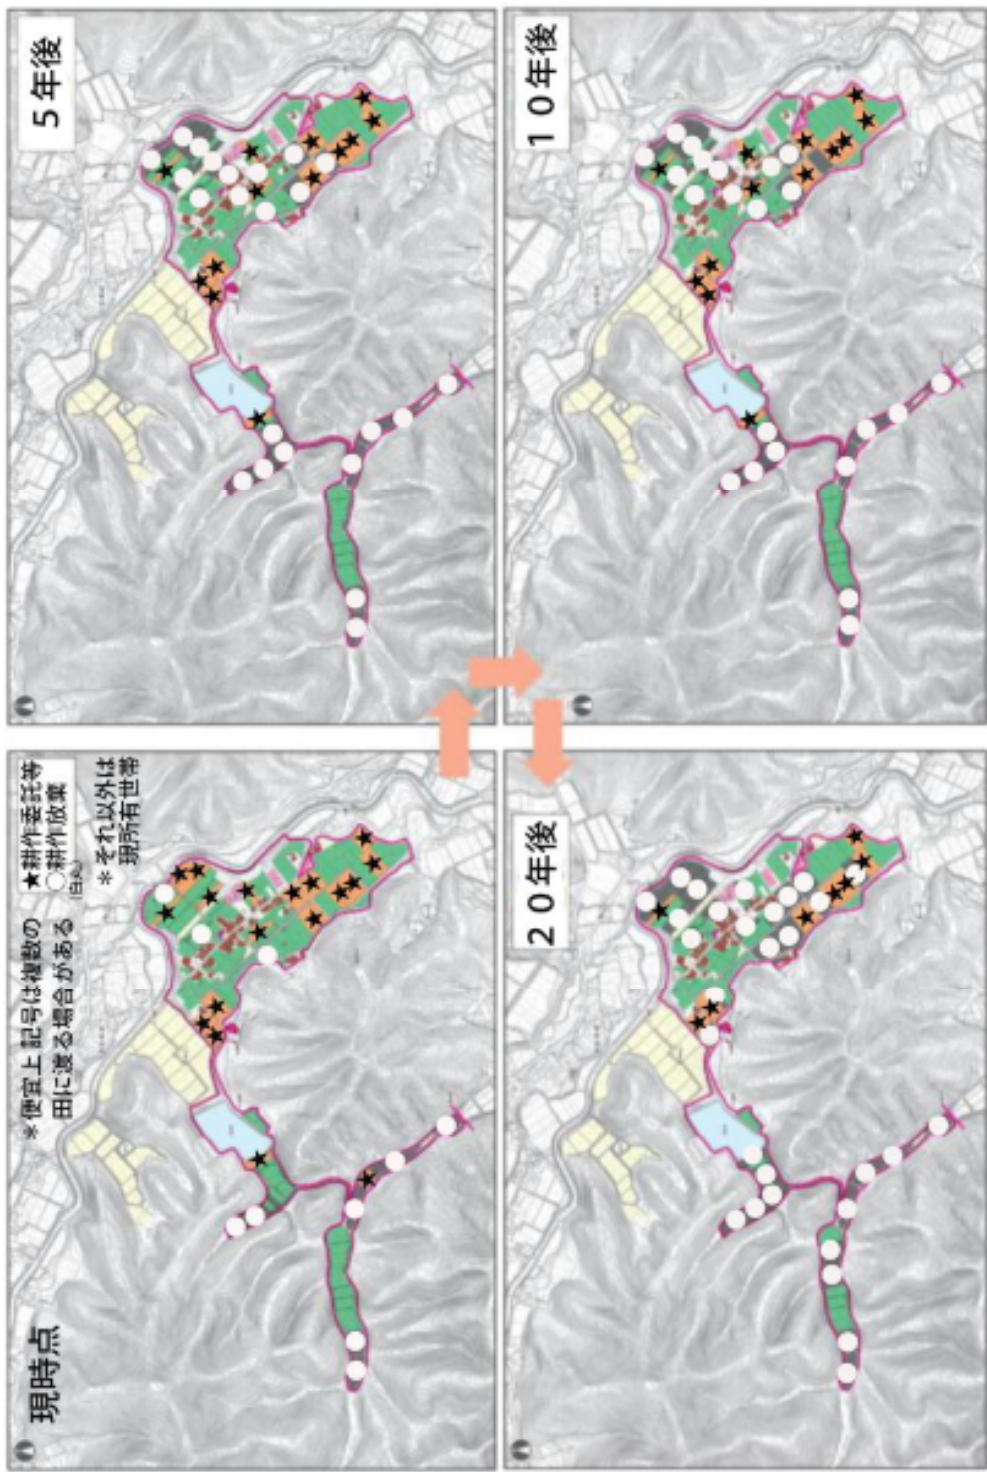 現時点
★耕作委託等
○耕作放棄
(白丸)
＊それ以外は
現所有世帯
＊便宜上記号は複数の
田に渡る場合がある
５年後
１０年後
２０年後